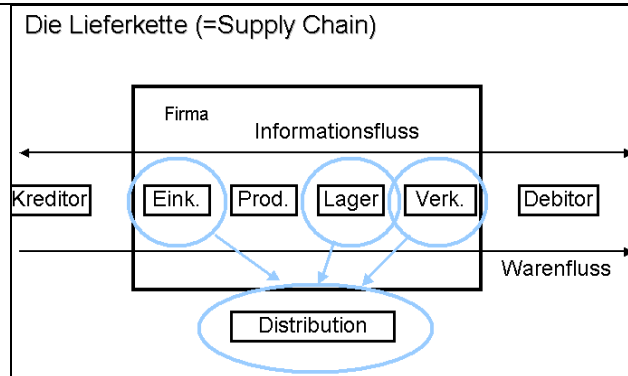 Die Lieferkette (=Supply Chain)
Firma
Informationsfluss
Kreditor
Eink.
Prod.
Lager
Verk.
Debitor
Warenfluss
Distribution